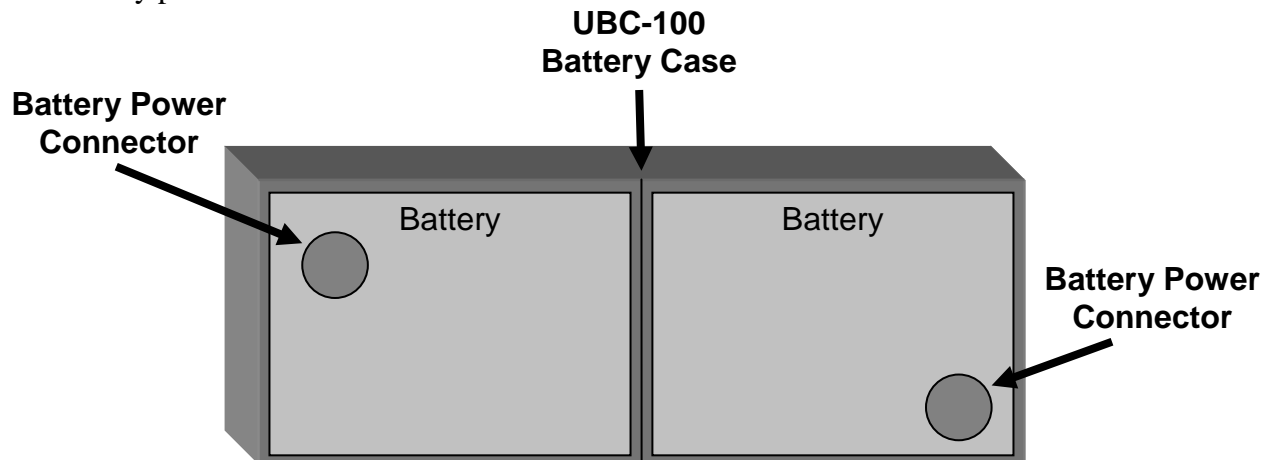 UBC-100
Battery Case
Battery Power
Connector
Battery
Battery
Battery Power
Connector